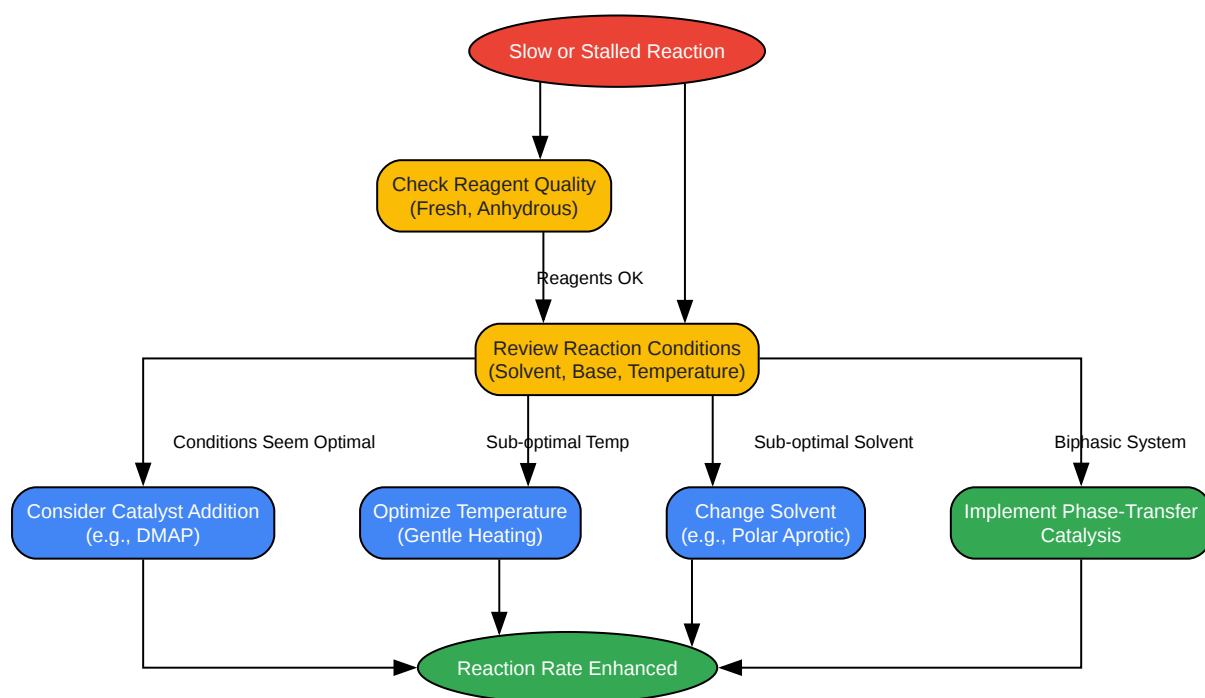 Slow or Stalled Reaction
Check Reagent Quality
(Fresh, Anhydrous)
Reagents OK
Review Reaction Conditions
(Solvent, Base, Temperature)
Conditions Seem Optimal
Sub-optimal Temp
Sub-optimal Solvent
Biphasic System
Consider Catalyst Addition
(e.g., DMAP)
Optimize Temperature
(Gentle Heating)
Change Solvent
(e.g., Polar Aprotic)
Implement Phase-Transfer
Catalysis
Reaction Rate Enhanced